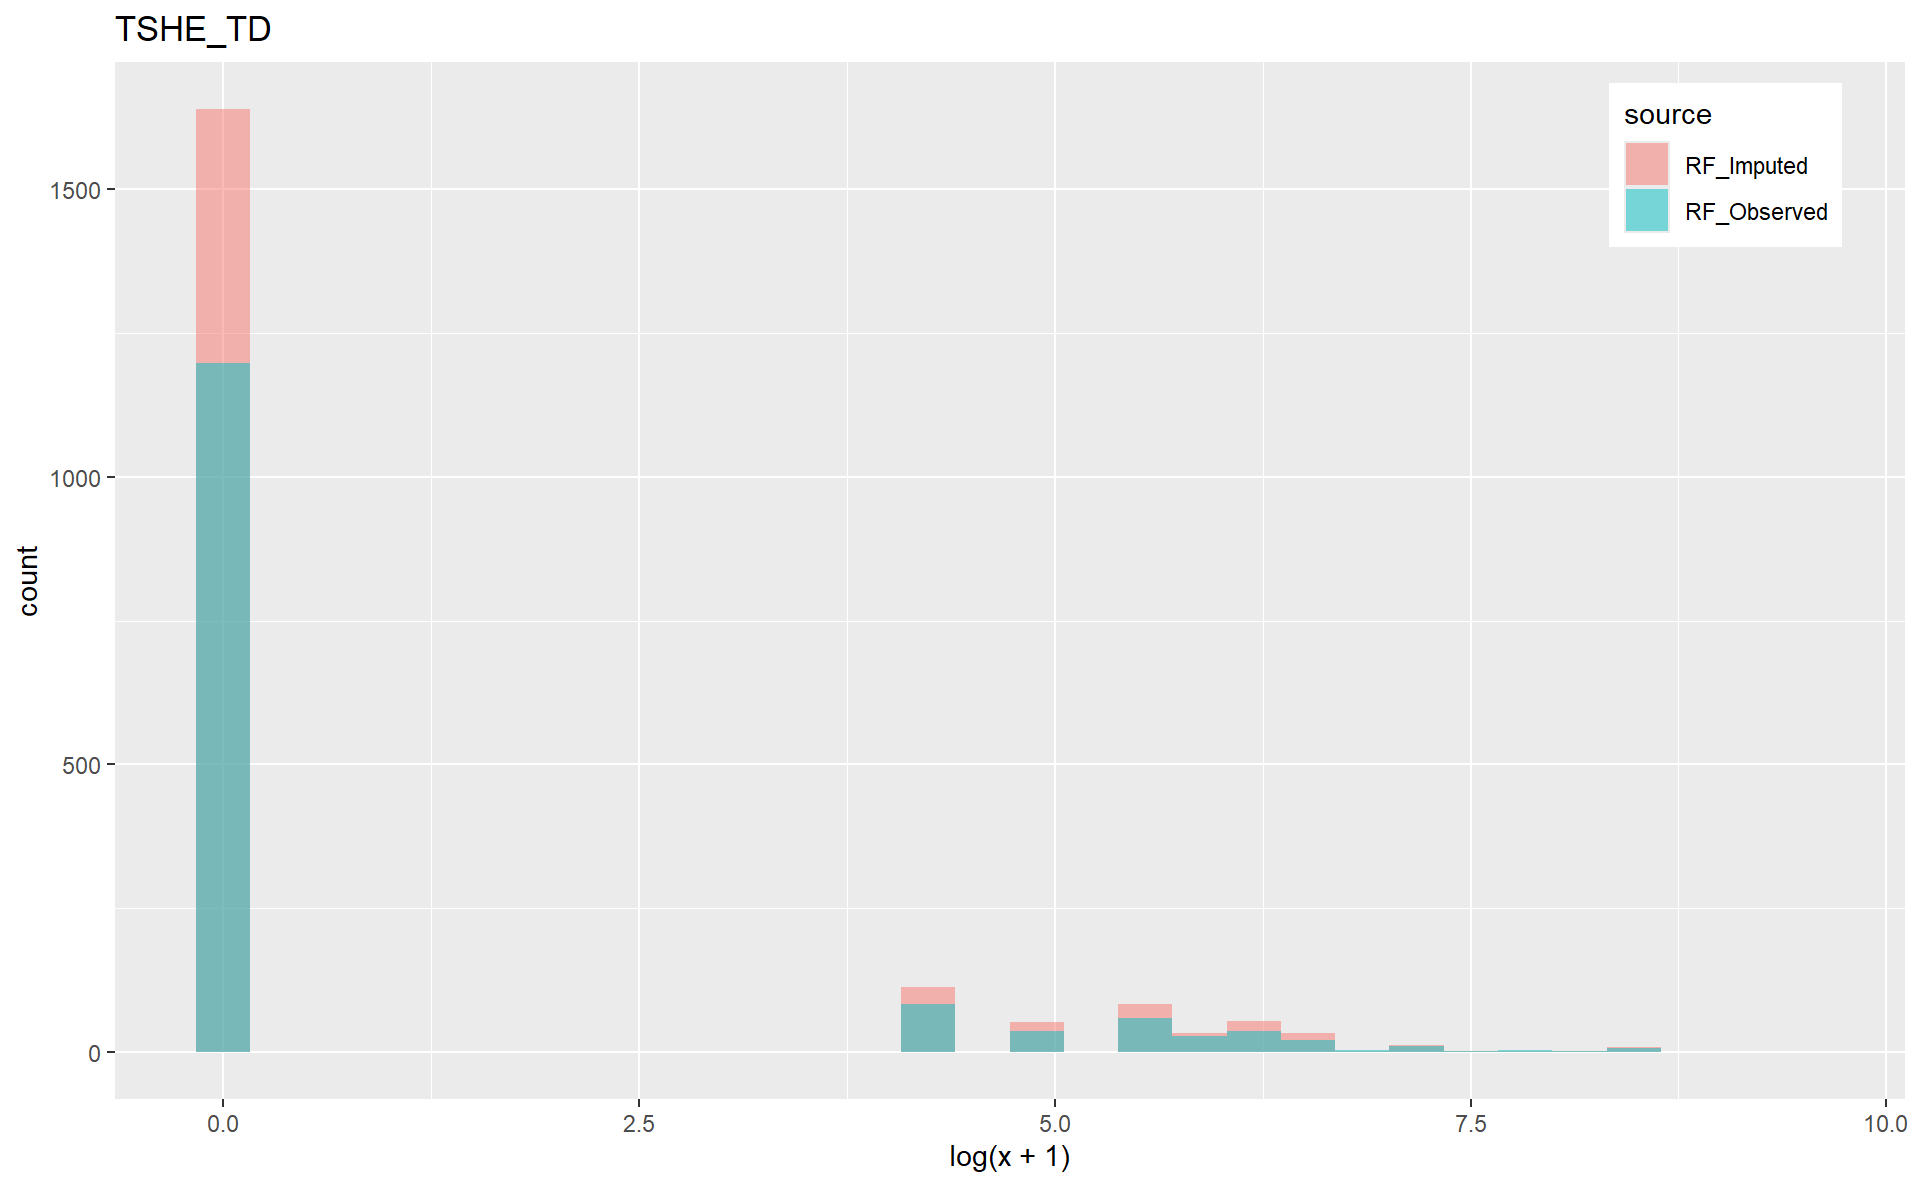 TSHE_TD
source
RF_Imputed
RF_Observed
1500
1000
500
0
count
0.0 2.5 5.0 7.5 10.0
log(x + 1)